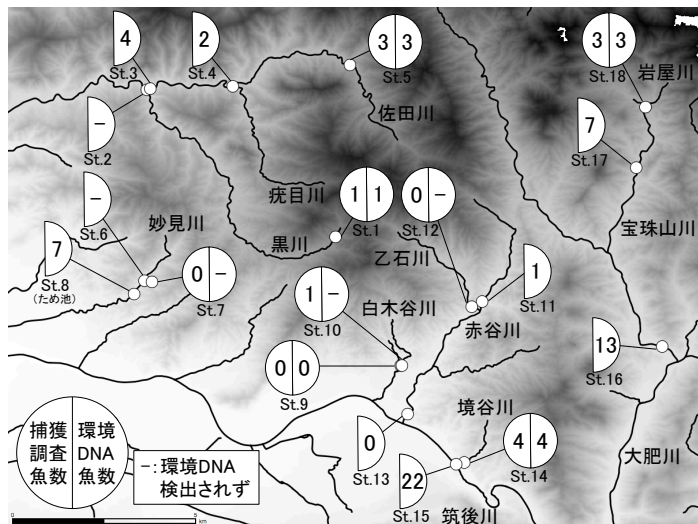 4
St.3
2
St.4
3 3
St.5
3 3
St.18
岩屋川
佐田川
-
St.2
7
St.17
-
St.6
疣目川
1 1
St.1
0 -
St.12
宝珠山川
妙見川
黒川
乙石川
7
St.8
(ため池)
0 -
St.7
1
St.11
1 -
St.10
白木谷川
赤谷川
13
St.16
0 0
St.9
境谷川
捕獲
調査
魚数
環境
DNA
魚数
-:環境DNA
検出されず
0
St.13
4 4
St.14
大肥川
22
St.15
筑後川
0
5
km